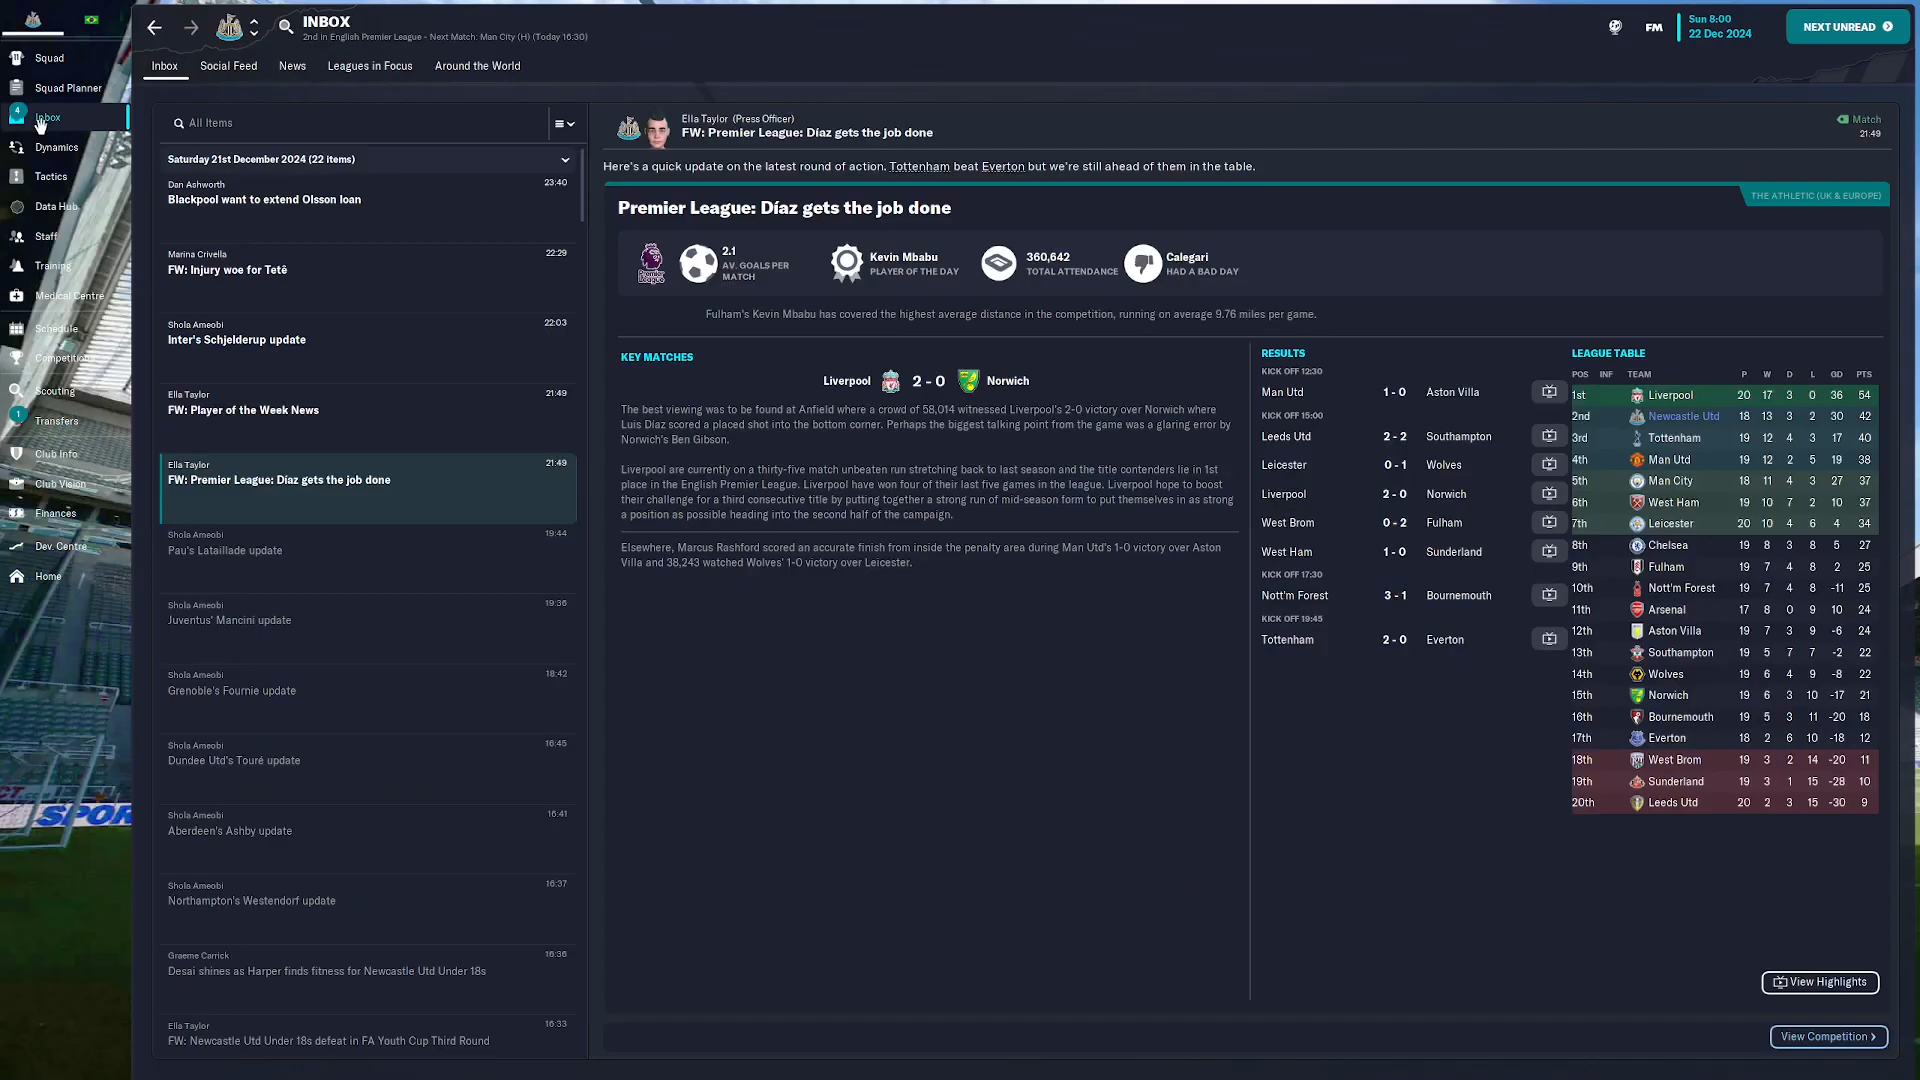 INBOX
2nd in English Premier League - Next Match: Man City (H) (Today 16:30)
FM
Sun 8:00
22 Dec 2024
NEXT UNREAD
Squad
Squad Planner
4
Inbox
Dynamics
Tactics
Data Hub
Staff
Training
Medical Centre
Schedule
Competitions
Scouting
1
Transfers
Club Info
Club Vision
Finances
Dev. Centre
Home
Inbox
Social Feed
News
Leagues in Focus
Around the World
All Items
Saturday 21st December 2024 (22 items)
Dan Ashworth 23:40
Blackpool want to extend Olsson loan
Marina Crivella 22:29
FW: Injury woe for Tetê
Shola Ameobi 22:03
Inter's Schjelderup update
Ella Taylor 21:49
FW: Player of the Week News
Ella Taylor 21:49
FW: Premier League: Díaz gets the job done
Shola Ameobi 19:44
Pau's Lataillade update
Shola Ameobi 19:36
Juventus' Mancini update
Shola Ameobi 18:42
Grenoble's Fournie update
Shola Ameobi 16:45
Dundee Utd's Touré update
Shola Ameobi 16:41
Aberdeen's Ashby update
Shola Ameobi 16:37
Northampton's Westendorf update
Graeme Carrick 16:36
Desai shines as Harper finds fitness for Newcastle Utd Under 18s
Ella Taylor 16:33
FW: Newcastle Utd Under 18s defeat in FA Youth Cup Third Round
Ella Taylor (Press Officer)
FW: Premier League: Díaz gets the job done
Match
21:49
Here's a quick update on the latest round of action. Tottenham beat Everton but we're still ahead of them in the table.
THE ATHLETIC (UK & EUROPE)
Premier League: Díaz gets the job done
Premier League
2.1
AV. GOALS PER
MATCH
Kevin Mbabu
PLAYER OF THE DAY
360,642
TOTAL ATTENDANCE
Calegari
HAD A BAD DAY
Fulham's Kevin Mbabu has covered the highest average distance in the competition, running on average 9.76 miles per game.
KEY MATCHES
Liverpool 2 - 0 Norwich
The best viewing was to be found at Anfield where a crowd of 58,014 witnessed Liverpool's 2-0 victory over Norwich where
Luis Díaz scored a placed shot into the bottom corner. Perhaps the biggest talking point from the game was a glaring error by
Norwich's Ben Gibson.
Liverpool are currently on a thirty-five match unbeaten run stretching back to last season and the title contenders lie in 1st
place in the English Premier League. Liverpool have won four of their last five games in the league. Liverpool hope to boost
their challenge for a third consecutive title by putting together a strong run of mid-season form to put themselves in as strong
a position as possible heading into the second half of the campaign.
Elsewhere, Marcus Rashford scored an accurate finish from inside the penalty area during Man Utd's 1-0 victory over Aston
Villa and 38,243 watched Wolves' 1-0 victory over Leicester.
RESULTS
KICK OFF 12:30
Man Utd 1 - 0 Aston Villa
KICK OFF 15:00
Leeds Utd 2 - 2 Southampton
Leicester 0 - 1 Wolves
Liverpool 2 - 0 Norwich
West Brom 0 - 2 Fulham
West Ham 1 - 0 Sunderland
KICK OFF 17:30
Nott'm Forest 3 - 1 Bournemouth
KICK OFF 19:45
Tottenham 2 - 0 Everton
LEAGUE TABLE
POS INF TEAM P W D L GD PTS
1st Liverpool 20 17 3 0 36 54
2nd Newcastle Utd 18 13 3 2 30 42
3rd Tottenham 19 12 4 3 17 40
4th Man Utd 19 12 2 5 19 38
5th Man City 18 11 4 3 27 37
6th West Ham 19 10 7 2 10 37
7th Leicester 20 10 4 6 4 34
8th Chelsea 19 8 3 8 5 27
9th Fulham 19 7 4 8 2 25
10th Nott'm Forest 19 7 4 8 -11 25
11th Arsenal 17 8 0 9 10 24
12th Aston Villa 19 7 3 9 -6 24
13th Southampton 19 5 7 7 -2 22
14th Wolves 19 6 4 9 -8 22
15th Norwich 19 6 3 10 -17 21
16th Bournemouth 19 5 3 11 -20 18
17th Everton 18 2 6 10 -18 12
18th West Brom 19 3 2 14 -20 11
19th Sunderland 19 3 1 15 -28 10
20th Leeds Utd 20 2 3 15 -30 9
View Highlights
View Competition